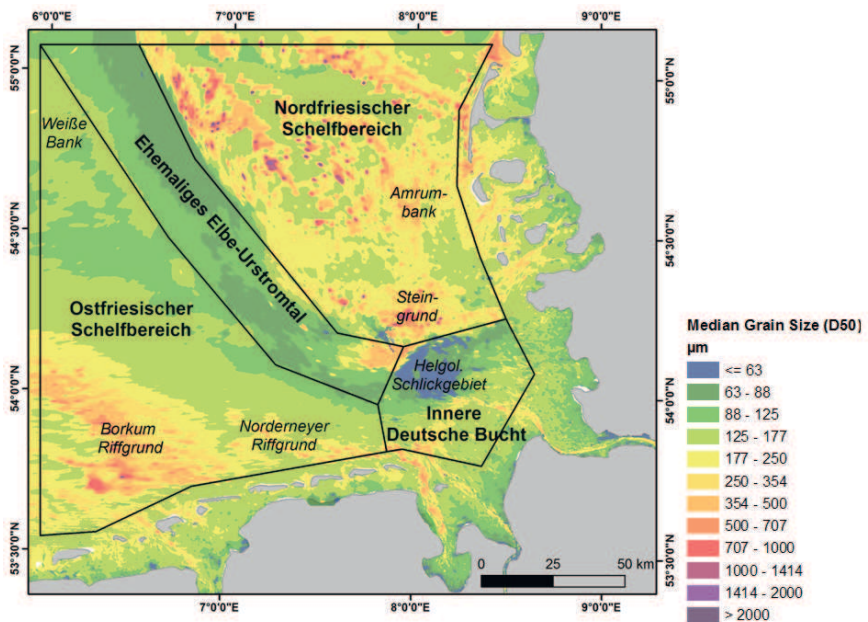 6°0'0"E
7°0'0"E
8°0'0"E
9°0'0"E
55°0'0"N
54°30'0"N
54°0'0"N
53°30'0"N
55°0'0"N
54°30'0"N
54°0'0"N
53°30'0"N
Nordfriesischer
Schelfbereich
Weiße
Bank
Ehemaliges Elbe-Urstromtal
Amrum-
bank
Ostfriesischer
Schelfbereich
Stein-
grund
Helgol.
Schlickgebiet
Innere
Deutsche Bucht
Borkum
Riffgrund
Norderneyer
Riffgrund
0 25 50 km
7°0'0"E
8°0'0"E
9°0'0"E
Median Grain Size (D50)
µm
<= 63
63 - 88
88 - 125
125 - 177
177 - 250
250 - 354
354 - 500
500 - 707
707 - 1000
1000 - 1414
1414 - 2000
> 2000